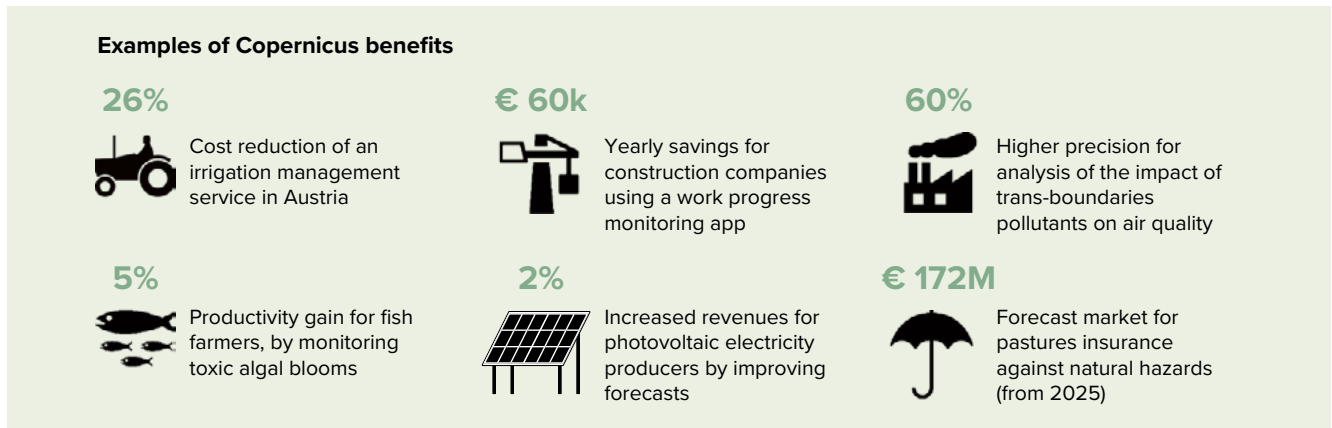 Examples of Copernicus benefits
26%
Cost reduction of an
irrigation management
service in Austria
€ 60k
Yearly savings for
construction companies
using a work progress
monitoring app
60%
Higher precision for
analysis of the impact of
trans-boundaries
pollutants on air quality
5%
Productivity gain for fish
farmers, by monitoring
toxic algal blooms
2%
Increased revenues for
photovoltaic electricity
producers by improving
forecasts
€ 172M
Forecast market for
pastures insurance
against natural hazards
(from 2025)